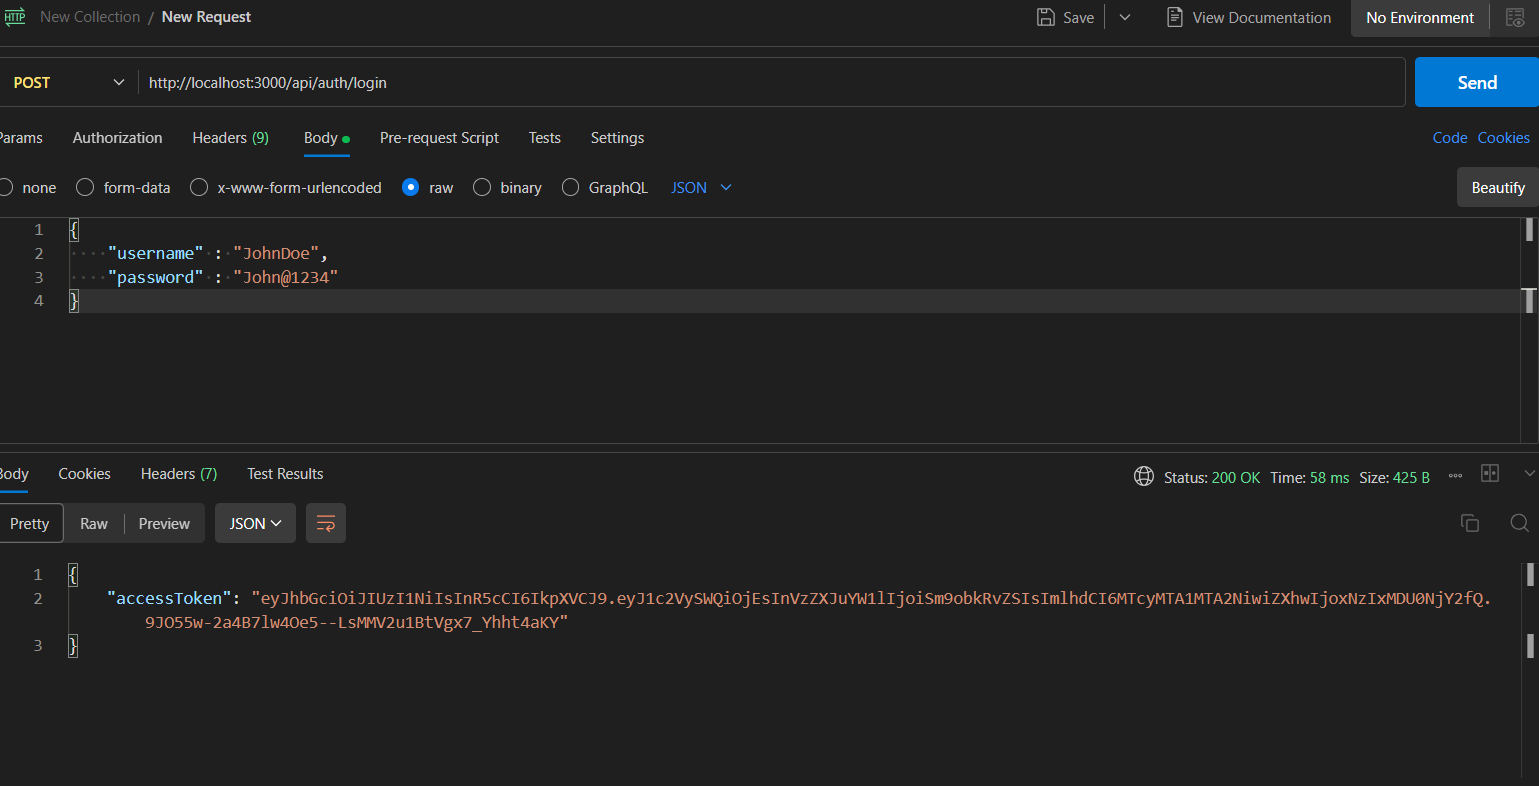 HTTP New Collection / New Request Save View Documentation No Environment
POST http://localhost:3000/api/auth/login Send
Params Authorization Headers (9) Body Pre-request Script Tests Settings Code Cookies
none form-data x-www-form-urlencoded raw binary GraphQL JSON Beautify
1 {
2 "username" : "JohnDoe",
3 "password" : "John@1234"
4 }
Body Cookies Headers (7) Test Results Status: 200 OK Time: 58 ms Size: 425 B
Pretty Raw Preview JSON
1 {
2 "accessToken": "eyJhbGciOiJIUzI1NiIsInR5cCI6IkpXVCJ9.eyJ1c2VySWQiOjEsInVzZXJuYW1lIjoiSm9obkRvZSIsImlhdCI6MTcyMTA1MTA2NiwiZXhwIjoxNzIxMDU0NjY2fQ.
9JO55w-2a4B7lw4Oe5--LsMMV2u1BtVgx7_Yhht4aKY"
3 }